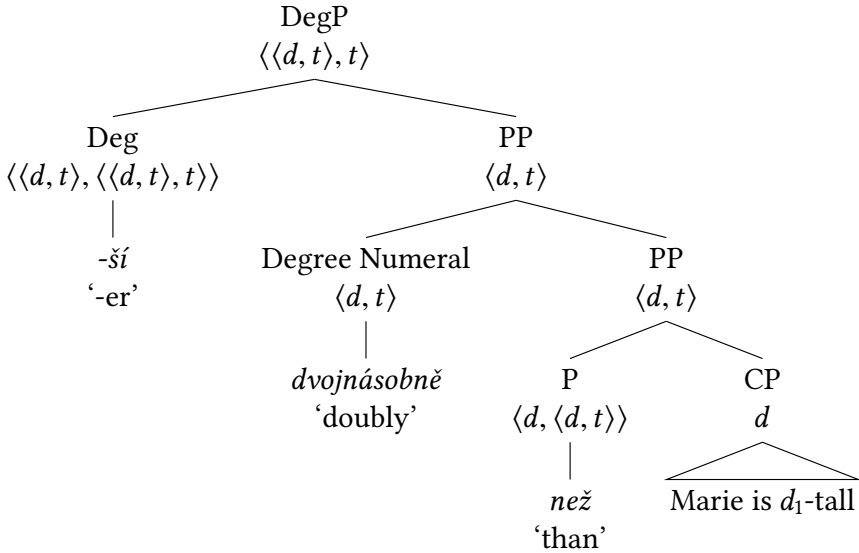 DegP
⟨⟨d, t⟩, t⟩
Deg PP
⟨⟨d, t⟩, ⟨⟨d, t⟩, t⟩⟩ ⟨d, t⟩
-ší Degree Numeral PP
‘-er’ ⟨d, t⟩ ⟨d, t⟩
dvojnásobně P CP
‘doubly’ ⟨d, ⟨d, t⟩⟩ d
než Marie is d₁-tall
‘than’